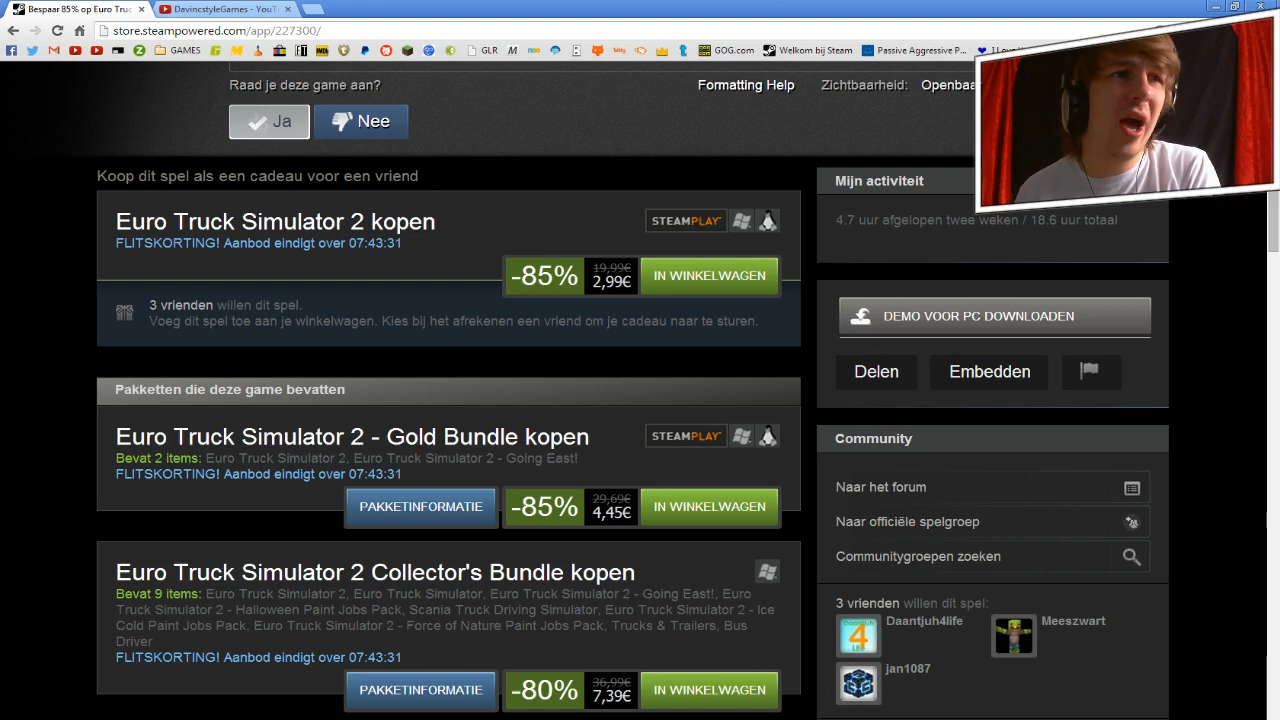 Bespaar 85% op Euro Truc
DavincstyleGames - YouT
store.steampowered.com/app/227300/
GAMES
GLR
GOG.com
Welkom bij Steam
Passive Aggressive P...
Raad je deze game aan?
Formatting Help
Zichtbaarheid:
Openbaa
Ja
Nee
Koop dit spel als een cadeau voor een vriend
Euro Truck Simulator 2 kopen
STEAMPLAY
FLITSKORTING! Aanbod eindigt over 07:43:31
-85%
19,99€
2,99€
IN WINKELWAGEN
3 vrienden willen dit spel.
Voeg dit spel toe aan je winkelwagen. Kies bij het afrekenen een vriend om je cadeau naar te sturen.
Pakketten die deze game bevatten
Euro Truck Simulator 2 - Gold Bundle kopen
STEAMPLAY
Bevat 2 items: Euro Truck Simulator 2, Euro Truck Simulator 2 - Going East!
FLITSKORTING! Aanbod eindigt over 07:43:31
PAKKETINFORMATIE
-85%
29,69€
4,45€
IN WINKELWAGEN
Euro Truck Simulator 2 Collector's Bundle kopen
Bevat 9 items: Euro Truck Simulator 2, Euro Truck Simulator, Euro Truck Simulator 2 - Going East!, Euro
Truck Simulator 2 - Halloween Paint Jobs Pack, Scania Truck Driving Simulator, Euro Truck Simulator 2 - Ice
Cold Paint Jobs Pack, Euro Truck Simulator 2 - Force of Nature Paint Jobs Pack, Trucks & Trailers, Bus
Driver
FLITSKORTING! Aanbod eindigt over 07:43:31
PAKKETINFORMATIE
-80%
36,99€
7,39€
IN WINKELWAGEN
Mijn activiteit
4.7 uur afgelopen twee weken / 18.6 uur totaal
DEMO VOOR PC DOWNLOADEN
Delen
Embedden
Community
Naar het forum
Naar officiële spelgroep
Communitygroepen zoeken
3 vrienden willen dit spel:
Daantjuh4life
Meeszwart
jan1087